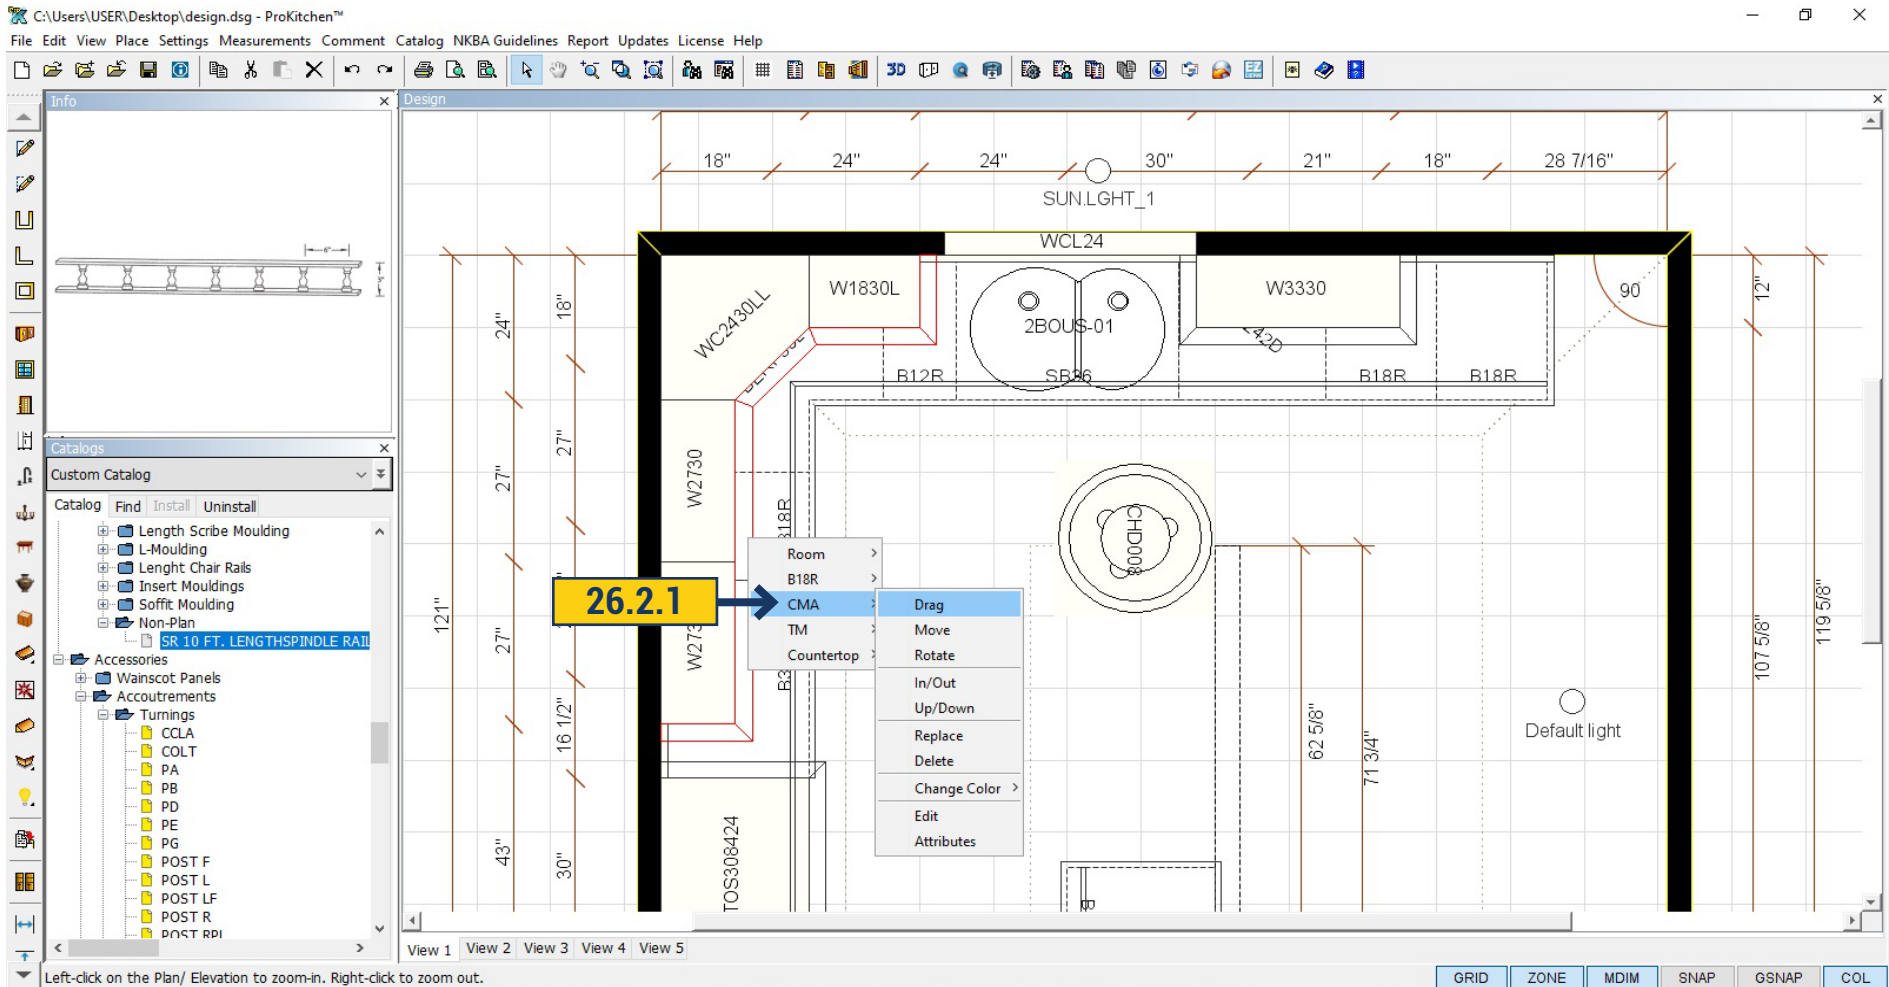 C:\Users\USER\Desktop\design.dsg - ProKitchen™
File Edit View Place Settings Measurements Comment Catalog NKBA Guidelines Report Updates License Help
3D
EZ
Info
6"
Catalogs
Custom Catalog
Catalog Find Install Uninstall
Length Scribe Moulding
L-Moulding
Lenght Chair Rails
Insert Mouldings
Soffit Moulding
Non-Plan
SR 10 FT. LENGTHSPINDLE RAIL
Accessories
Wainscot Panels
Accoutrements
Turnings
CCLA
COLT
PA
PB
PD
PE
PG
POST F
POST L
POST LF
POST R
POST RPL
Design
18" 24" 24" 30" 21" 18" 28 7/16"
SUN.LGHT_1
WCL24
W1830L
W3330
90
12"
WC2430LL
2BOUS-01
24"
18"
B12R SB36 B18R B18R
27"
27"
W2730
B18R
CHD008
121"
27"
16 1/2"
43"
30"
TOS308424
62 5/8"
71 3/4"
107 5/8"
119 5/8"
Default light
26.2.1
Room
B18R
CMA
TM
Countertop
Drag
Move
Rotate
In/Out
Up/Down
Replace
Delete
Change Color
Edit
Attributes
View 1 View 2 View 3 View 4 View 5
Left-click on the Plan/ Elevation to zoom-in. Right-click to zoom out.
GRID ZONE MDIM SNAP GSNAP COL